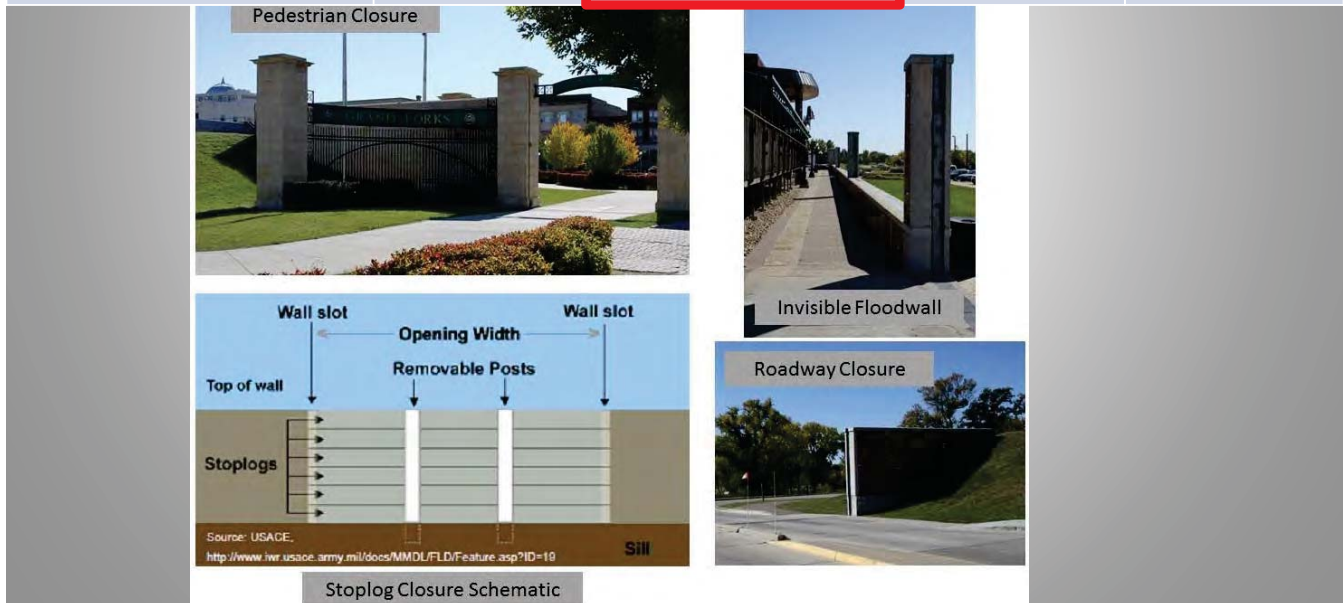 Pedestrian Closure
GRAND FORKS
Invisible Floodwall
Wall slot
Wall slot
Opening Width
Removable Posts
Top of wall
Stoplogs
Source: USACE,
http://www.iwr.usace.army.mil/docs/MMDL/FLD/Feature.asp?ID=19
Sill
Stoplog Closure Schematic
Roadway Closure